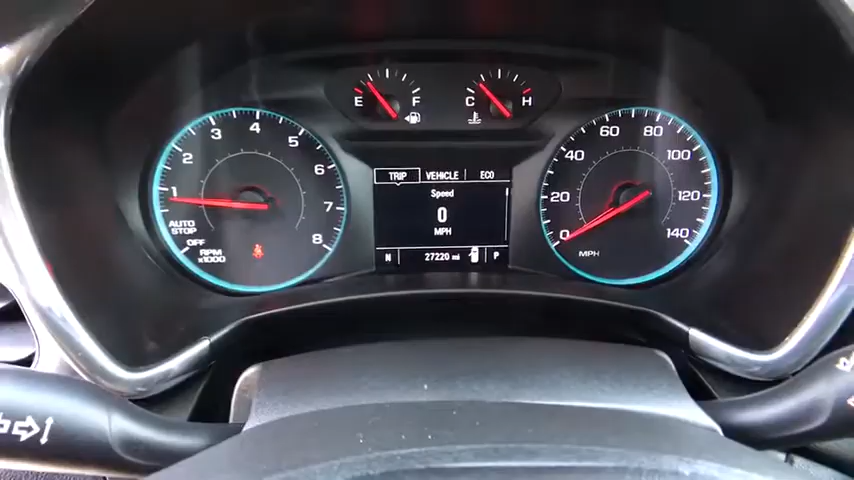 E F
C H
1 2 3 4 5 6 7 8
AUTO
STOP
OFF
RPM
x1000
TRIP VEHICLE ECO
Speed
0
MPH
N 27220 mi P
0 20 40 60 80 100 120 140
MPH